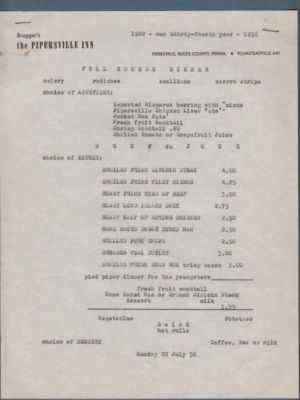 Brugger's
the PIPERSVILLE INN
1922 - our thirty-fourth year - 1956
PIPERSVILLE, BUCKS COUNTY, PENNA. • PLUMSTEADVILLE 447
FULL COURSE DINNER
celery radishes scallions carrot strips
choice of APPETIZER:
Imported Bismarck herring with
Pipersville Chicken Liver
Smoked Ham Pate'
Fresh fruit Cocktail
Shrimp Cocktail .60
Chilled Tomato or Grapefruit Juice
SOUP du JOUR
choice of ENTREE:
BROILED PRIME SIRLOIN STEAK 4.00
BROILED PRIME FILET MIGNON 4.25
ROAST PRIME RIBS OF BEEF 3.00
ROAST LONG ISLAND DUCK 2.75
ROAST HALF OF SPRING CHICKEN 2.50
HOME BAKED SUGAR CURED HAM 2.50
GRILLED PORK CHOPS 2.50
BREADED VEAL CUTLET 3.00
BROILED FRESH SHAD ROE crisp bacon 3.00
pied piper dinner for the youngsters
fresh fruit cocktail
Home Baked Ham or Ground Sirloin Steak
dessert milk
1.35
Vegetables Potatoes
Salad
hot rolls
choice of DESSERT Coffee, Tea or Milk
Sunday 22 July 56